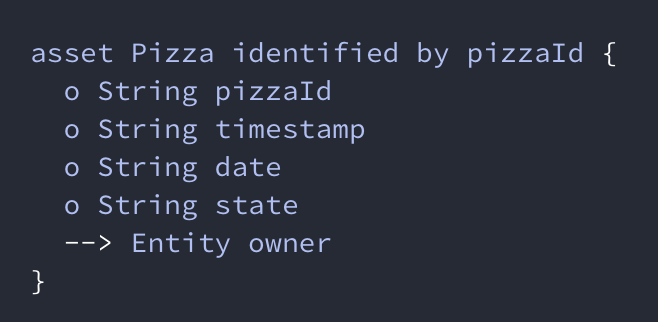 asset Pizza identified by pizzaId {
  o String pizzaId
  o String timestamp
  o String date
  o String state
  --> Entity owner
}